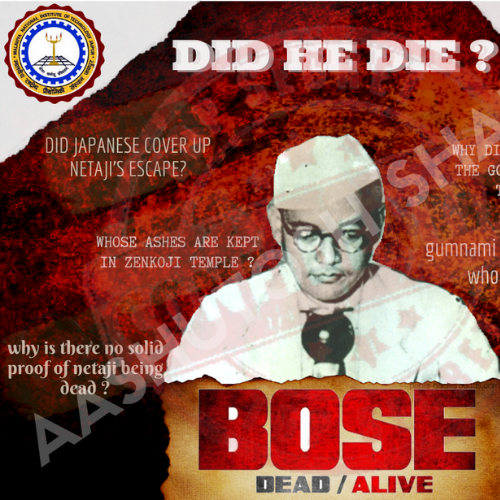 DID HE DIE ?
DID JAPANESE COVER UP
NETAJI'S ESCAPE?
WHY DI
THE GO
WHOSE ASHES ARE KEPT
IN ZENKOJI TEMPLE ?
gumnami
who
why is there no solid
proof of netaji being
dead ?
BOSE
DEAD / ALIVE